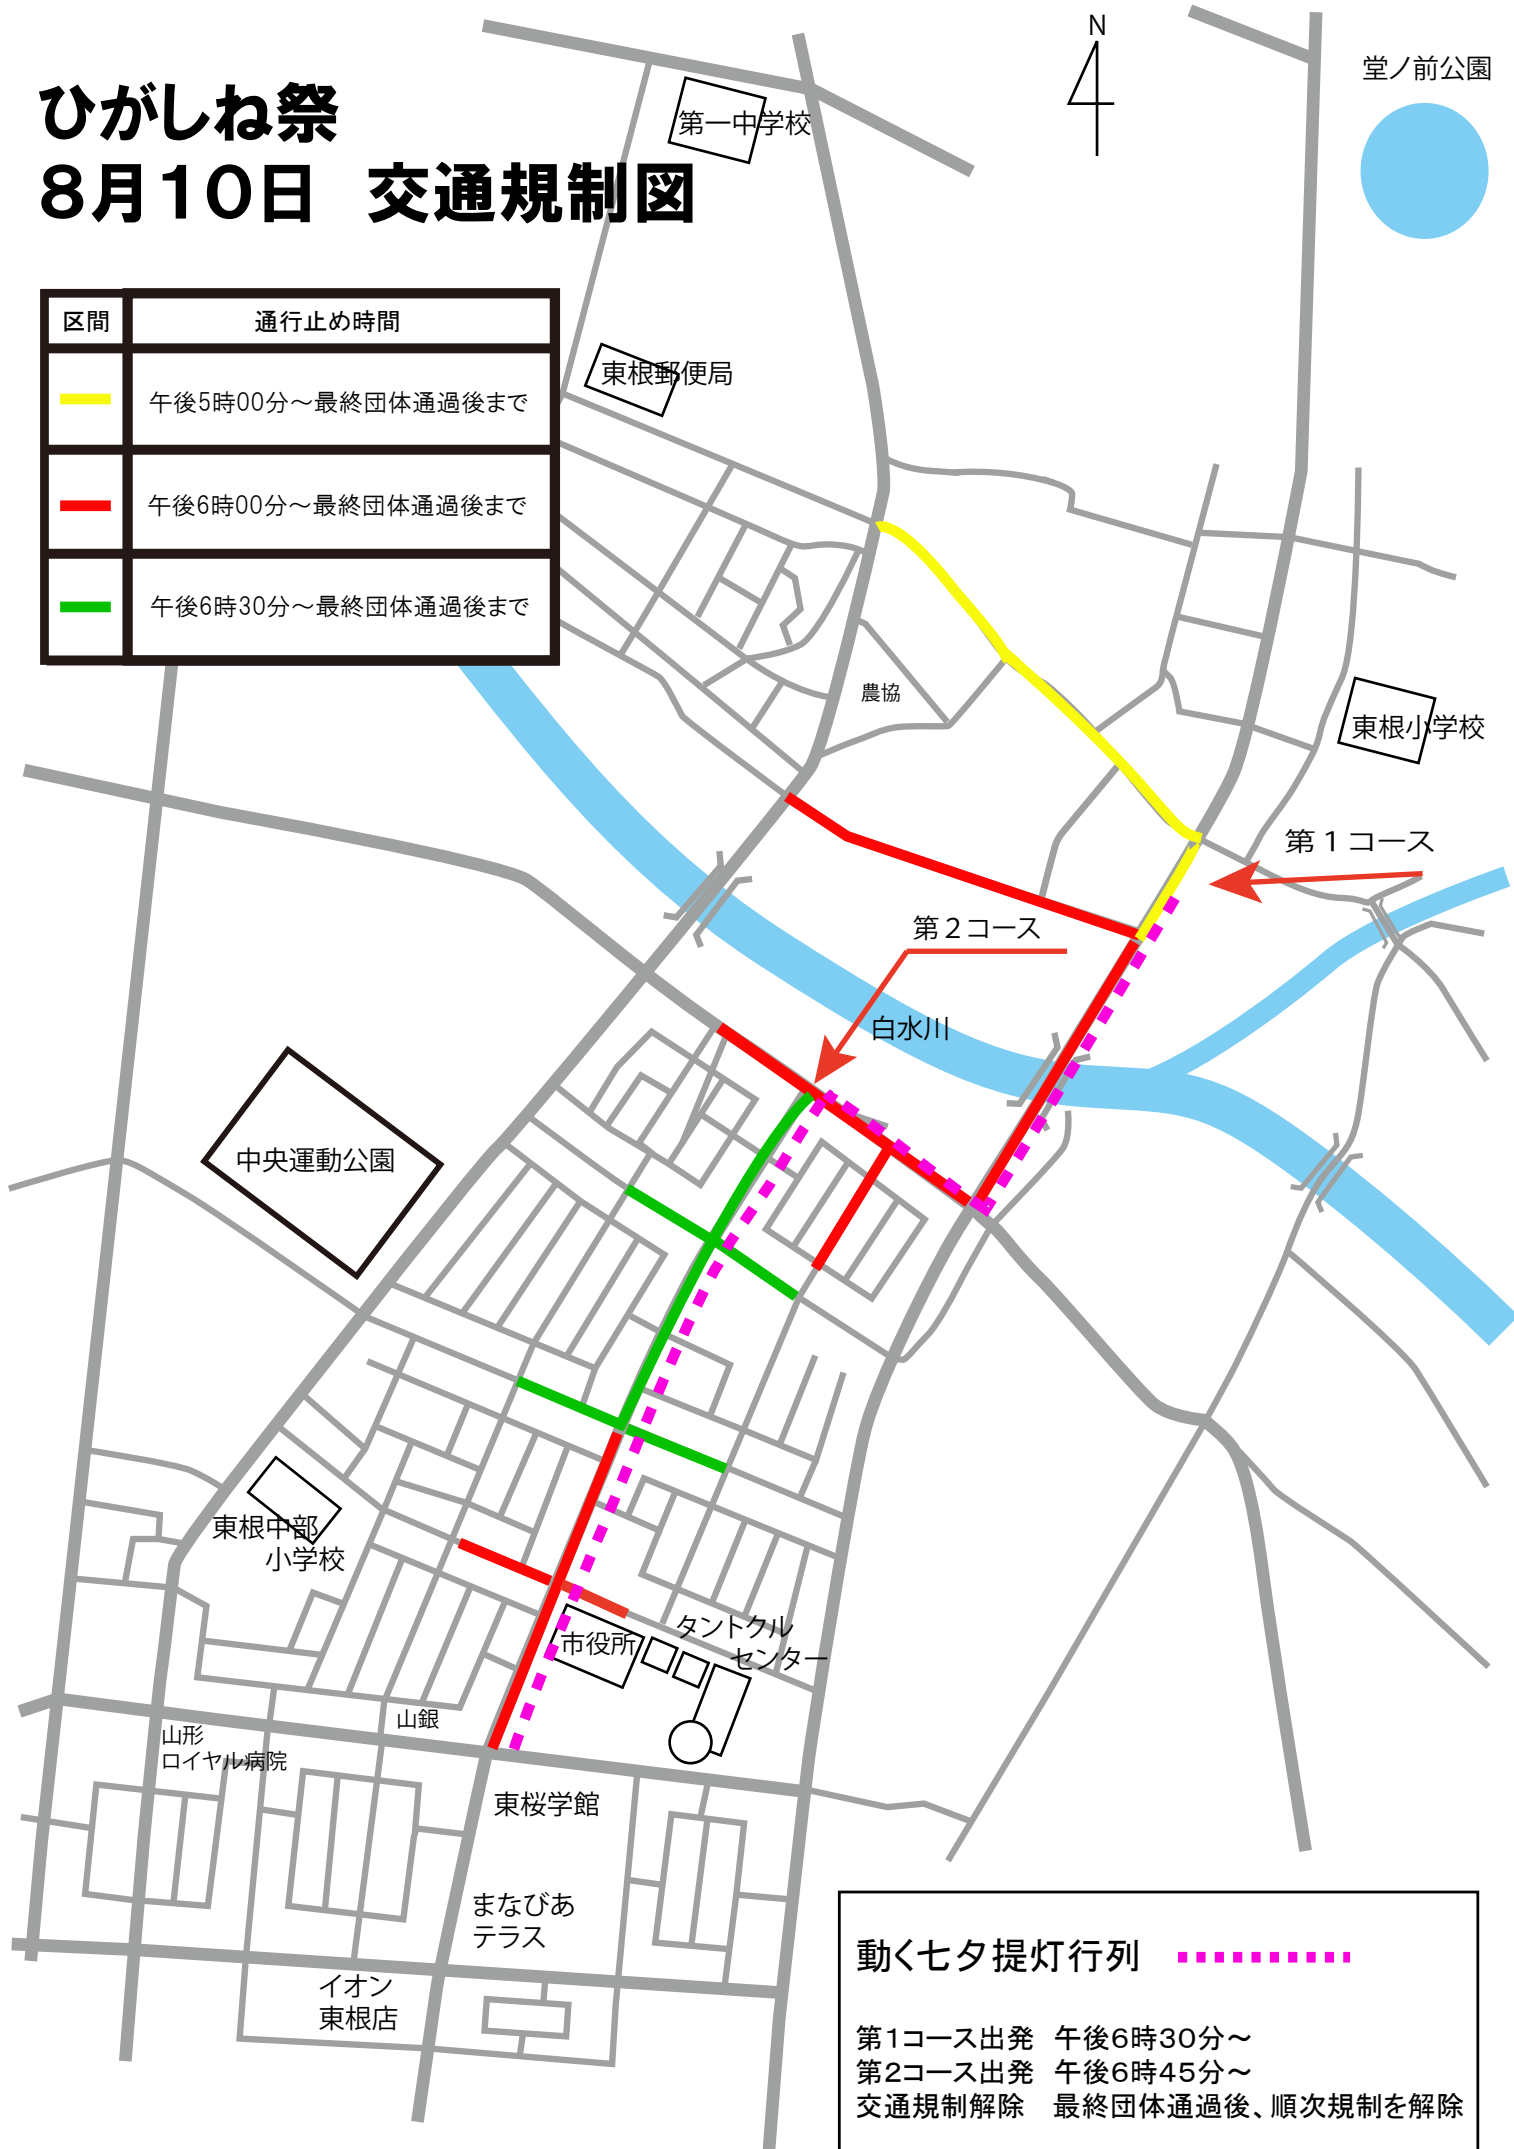 ひがしね祭
8月10日　交通規制図
N
堂ノ前公園
第一中学校
区間　通行止め時間
午後5時00分～最終団体通過後まで
午後6時00分～最終団体通過後まで
午後6時30分～最終団体通過後まで
東根郵便局
農協
東根小学校
第1コース
第2コース
白水川
中央運動公園
東根中部
小学校
市役所
タントクル
センター
山銀
山形
ロイヤル病院
東桜学館
まなびあ
テラス
イオン
東根店
動く七夕提灯行列
第1コース出発　午後6時30分～
第2コース出発　午後6時45分～
交通規制解除　最終団体通過後、順次規制を解除